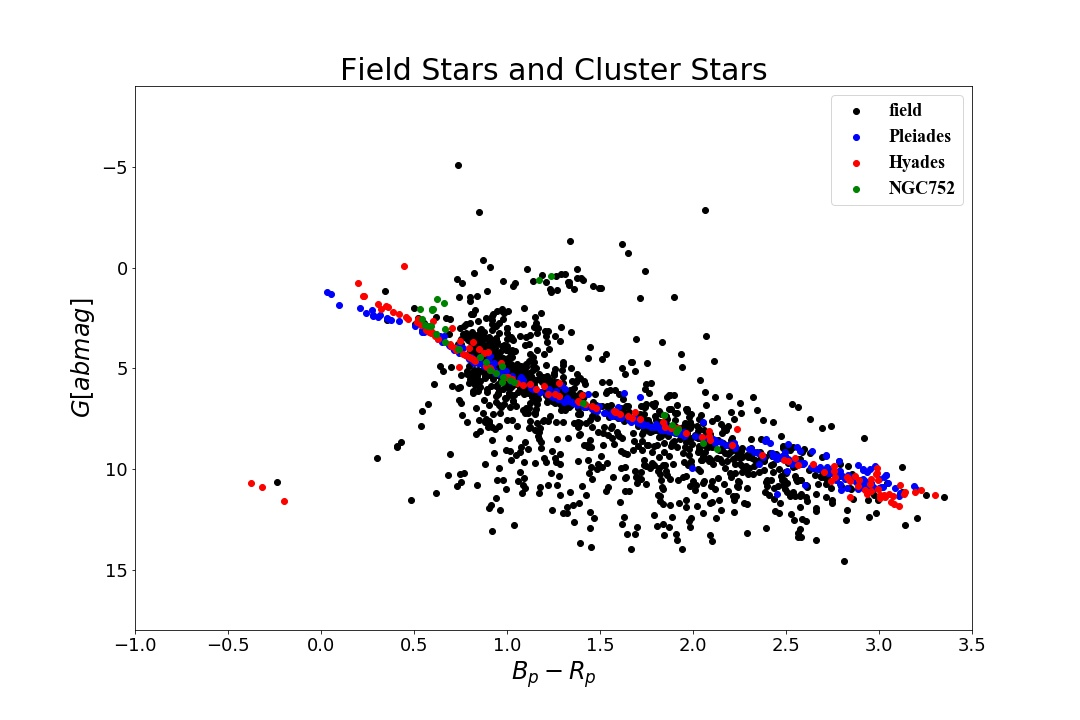 Field Stars and Cluster Stars
field
Pleiades
Hyades
NGC752
G[abmag]
−5
0
5
10
15
−1.0 −0.5 0.0 0.5 1.0 1.5 2.0 2.5 3.0 3.5
Bp − Rp